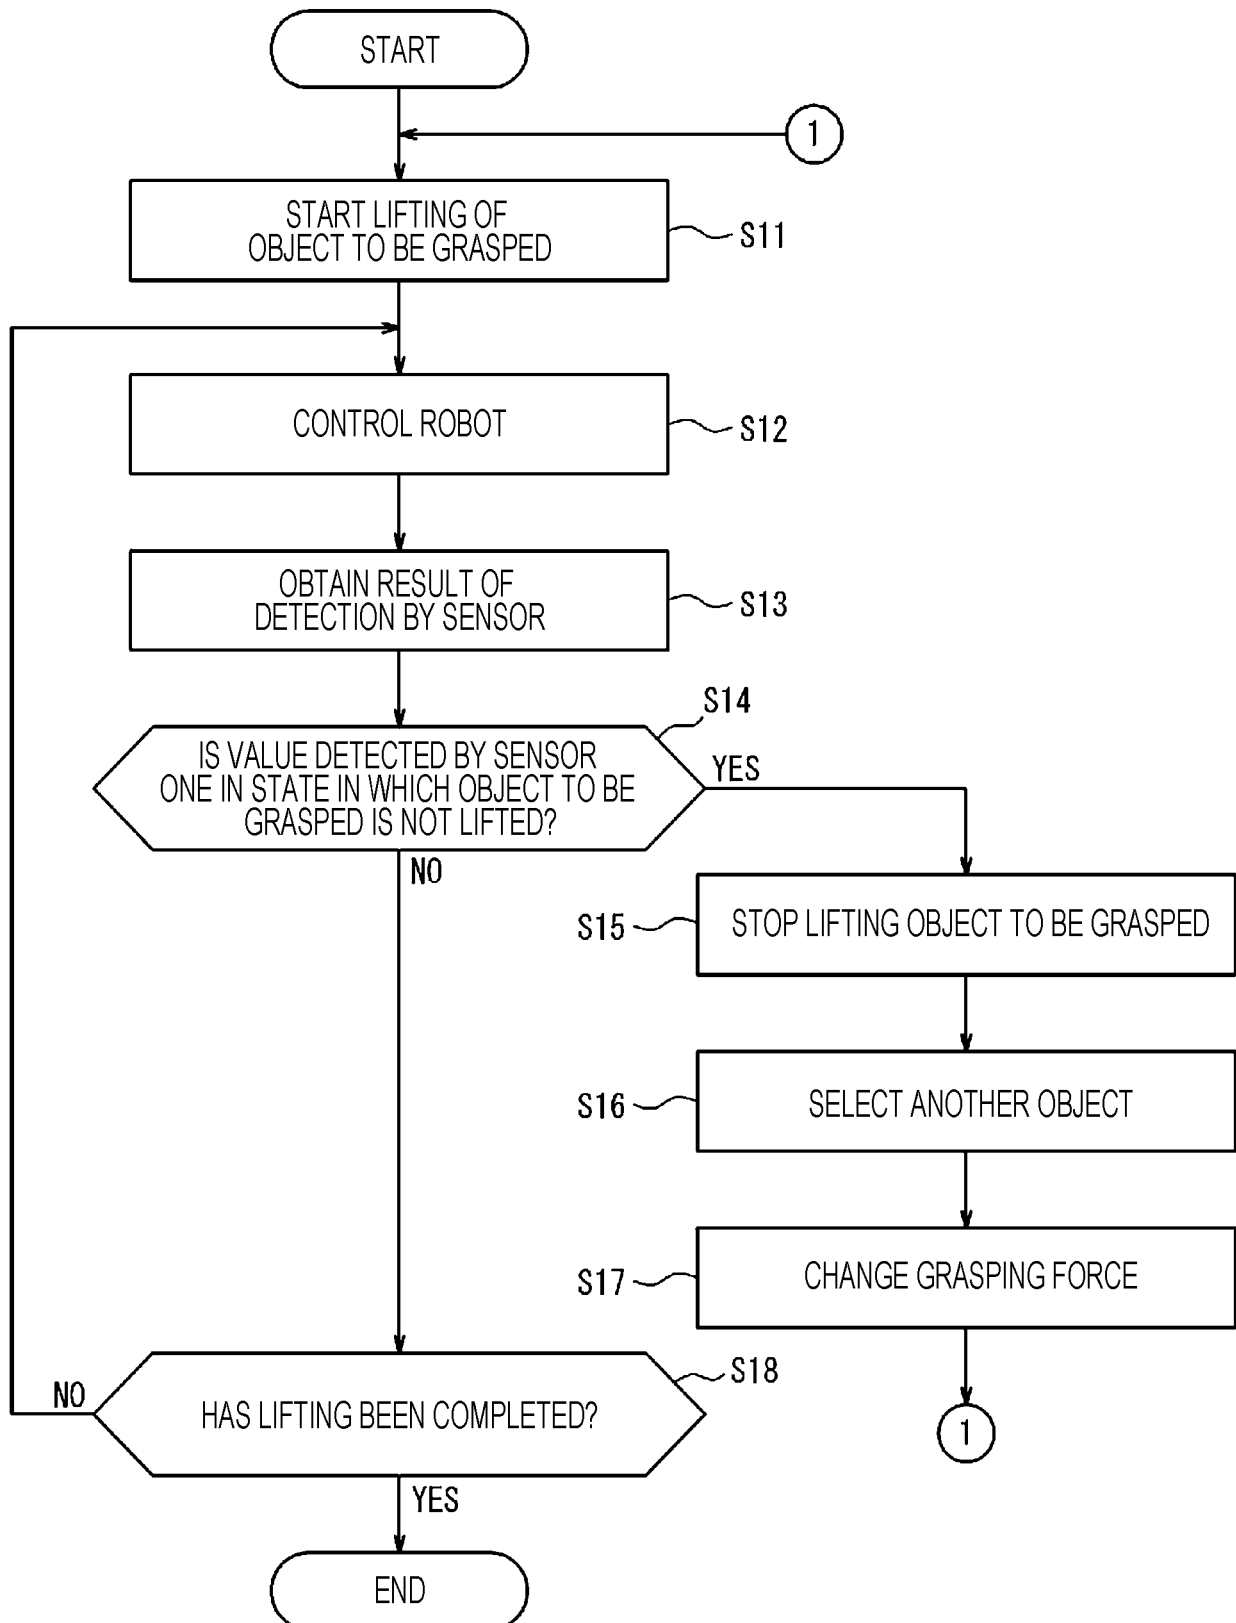 START
1
START LIFTING OF
OBJECT TO BE GRASPED
S11
CONTROL ROBOT
S12
OBTAIN RESULT OF
DETECTION BY SENSOR
S13
S14
IS VALUE DETECTED BY SENSOR
ONE IN STATE IN WHICH OBJECT TO BE
GRASPED IS NOT LIFTED?
YES
NO
S15
STOP LIFTING OBJECT TO BE GRASPED
S16
SELECT ANOTHER OBJECT
S17
CHANGE GRASPING FORCE
1
S18
HAS LIFTING BEEN COMPLETED?
NO
YES
END